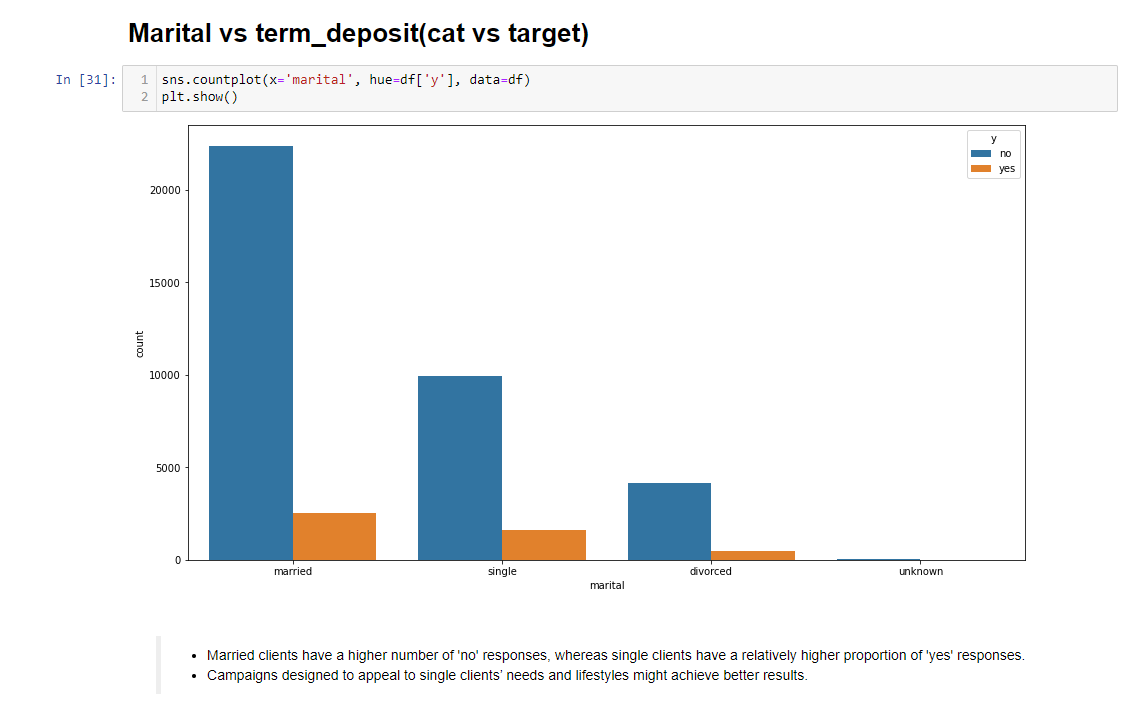 Marital vs term_deposit(cat vs target)
In [31]:
1 sns.countplot(x='marital', hue=df['y'], data=df)
2 plt.show()
y
no
yes
20000
15000
10000
5000
0
count
married single divorced unknown
marital
• Married clients have a higher number of 'no' responses, whereas single clients have a relatively higher proportion of 'yes' responses.
• Campaigns designed to appeal to single clients’ needs and lifestyles might achieve better results.